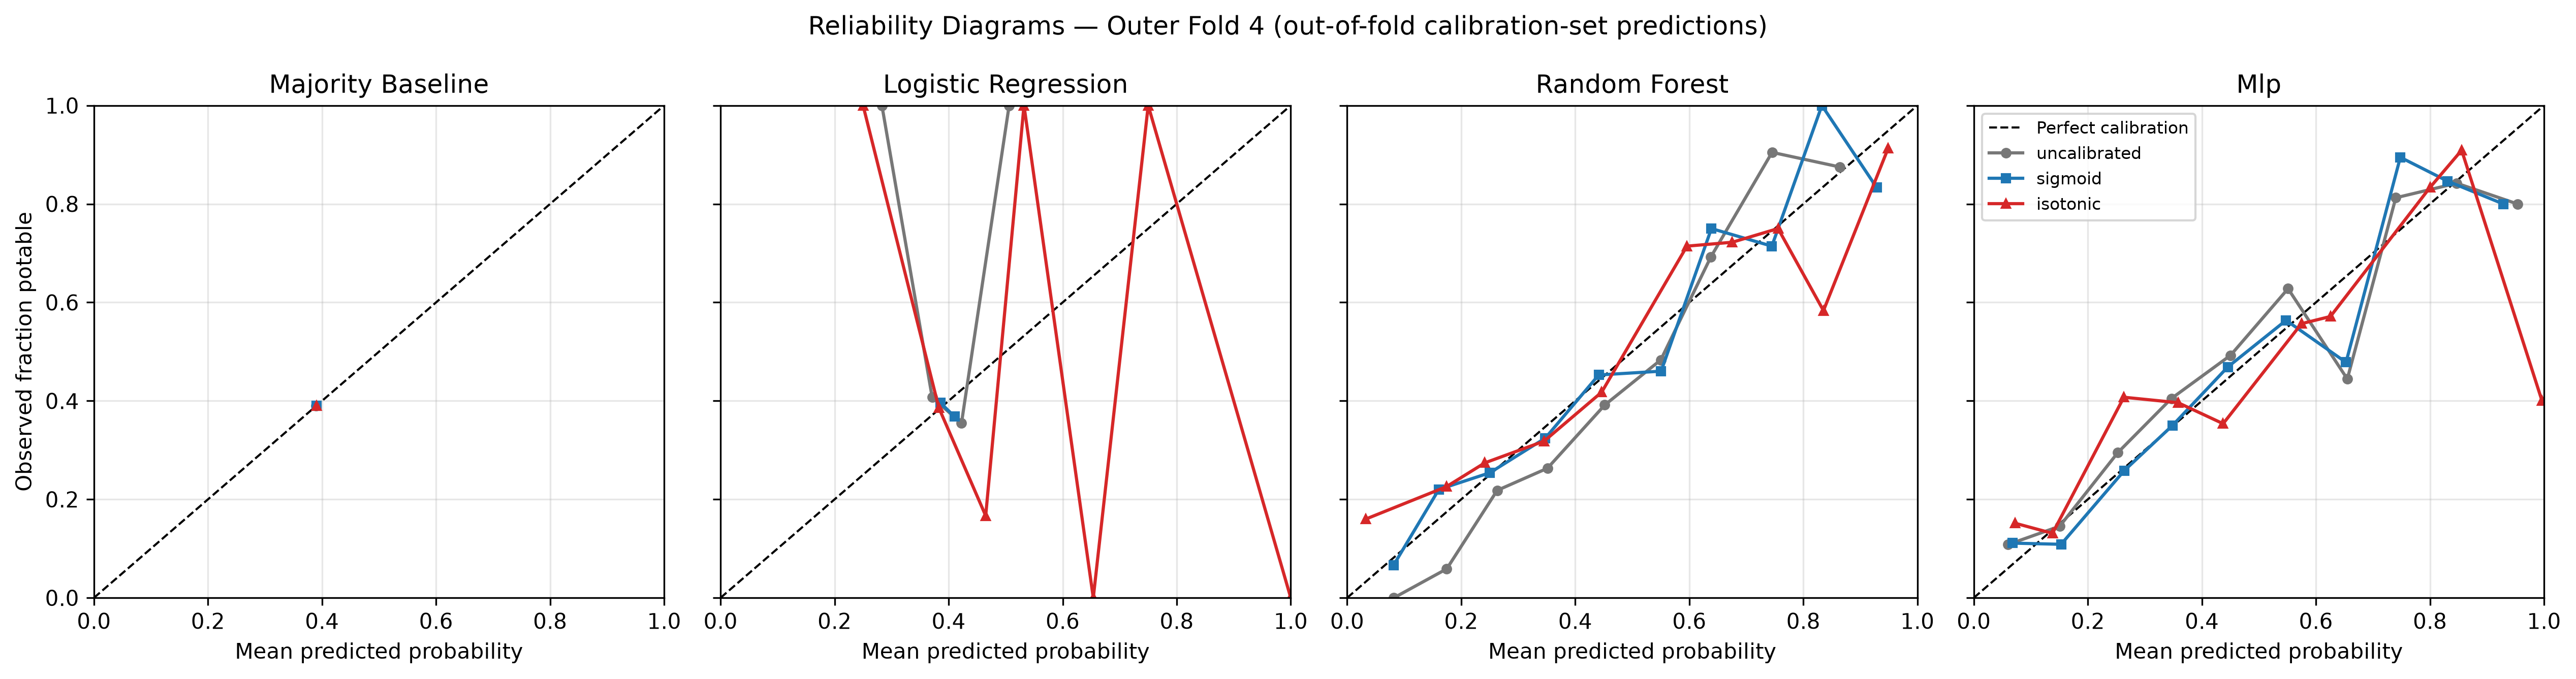 Reliability Diagrams — Outer Fold 4 (out-of-fold calibration-set predictions)
Majority Baseline
Logistic Regression
Random Forest
Mlp
Observed fraction potable
1.0
0.8
0.6
0.4
0.2
0.0
Perfect calibration
uncalibrated
sigmoid
isotonic
0.0 0.2 0.4 0.6 0.8 1.0
0.0 0.2 0.4 0.6 0.8 1.0
0.0 0.2 0.4 0.6 0.8 1.0
0.0 0.2 0.4 0.6 0.8 1.0
Mean predicted probability
Mean predicted probability
Mean predicted probability
Mean predicted probability